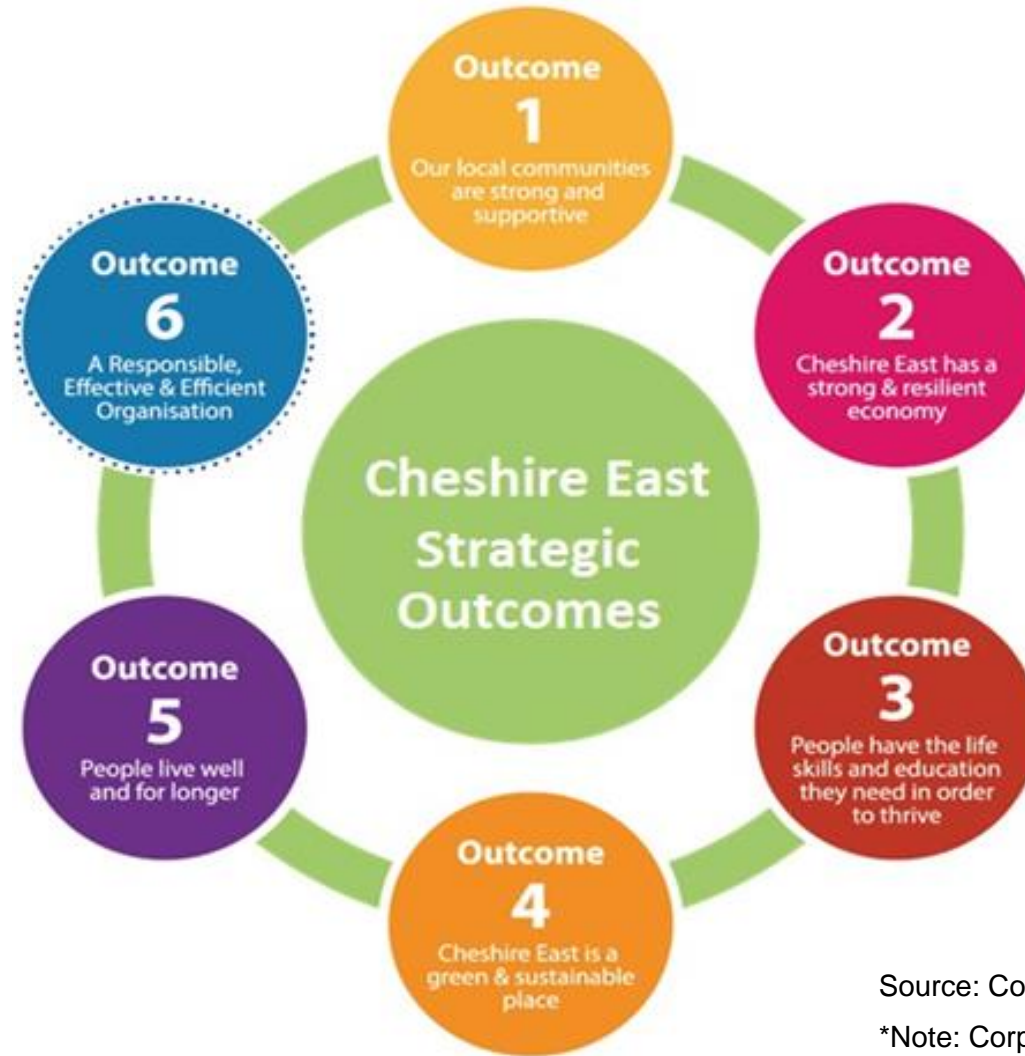 Outcome
1
Our local communities
are strong and
supportive
Outcome
2
Cheshire East has a
strong & resilient
economy
Outcome
3
People have the life
skills and education
they need in order
to thrive
Outcome
4
Cheshire East is a
green & sustainable
place
Outcome
5
People live well
and for longer
Outcome
6
A Responsible,
Effective & Efficient
Organisation
Cheshire East
Strategic
Outcomes
Source:
*Note: